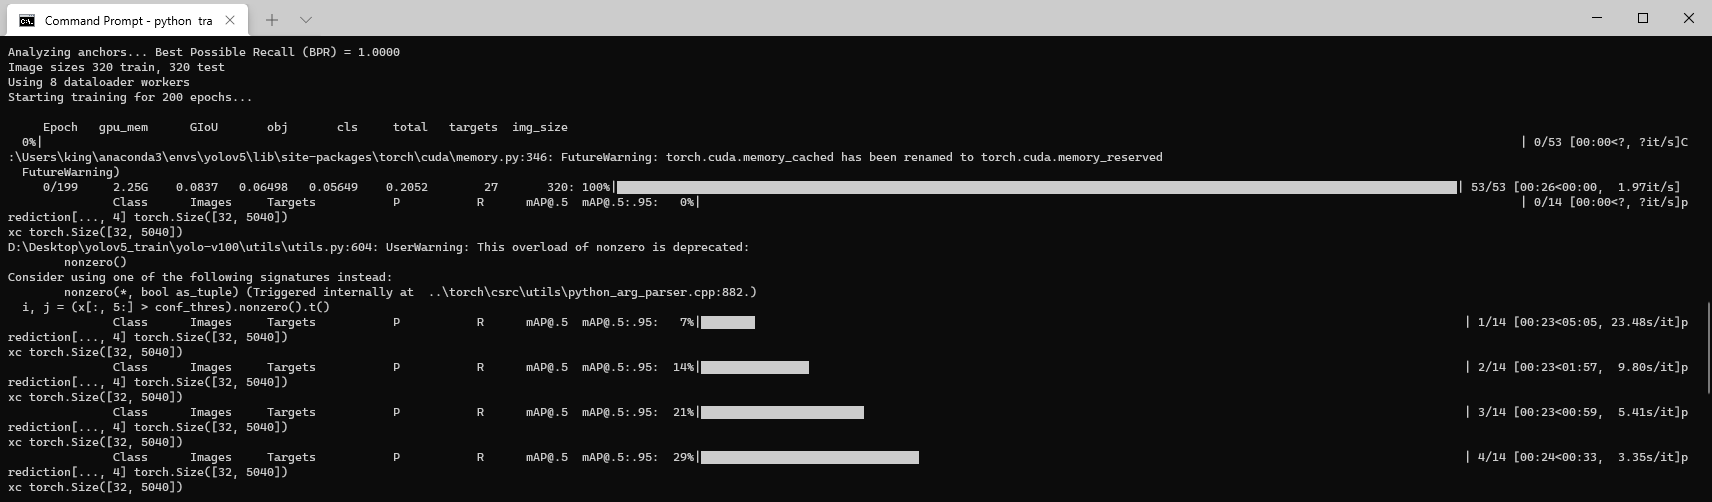 Command Prompt - python  tra
Analyzing anchors... Best Possible Recall (BPR) = 1.0000
Image sizes 320 train, 320 test
Using 8 dataloader workers
Starting training for 200 epochs...
     Epoch   gpu_mem      GIoU       obj       cls     total   targets  img_size
  0%|                    | 0/53 [00:00<?, ?it/s]C
:\Users\king\anaconda3\envs\yolov5\lib\site-packages\torch\cuda\memory.py:346: FutureWarning: torch.cuda.memory_cached has been renamed to torch.cuda.memory_reserved
  FutureWarning)
     0/199     2.25G    0.0837   0.06498   0.05649    0.2052        27       320: 100%|                    | 53/53 [00:26<00:00,  1.97it/s]
               Class      Images     Targets           P           R      mAP@.5  mAP@.5:.95:   0%|                    | 0/14 [00:00<?, ?it/s]p
rediction[..., 4] torch.Size([32, 5040])
xc torch.Size([32, 5040])
D:\Desktop\yolov5_train\yolo-v100\utils\utils.py:604: UserWarning: This overload of nonzero is deprecated:
        nonzero()
Consider using one of the following signatures instead:
        nonzero(*, bool as_tuple) (Triggered internally at  ..\torch\csrc\utils\python_arg_parser.cpp:882.)
  i, j = (x[:, 5:] > conf_thres).nonzero().t()
               Class      Images     Targets           P           R      mAP@.5  mAP@.5:.95:   7%|                    | 1/14 [00:23<05:05, 23.48s/it]p
rediction[..., 4] torch.Size([32, 5040])
xc torch.Size([32, 5040])
               Class      Images     Targets           P           R      mAP@.5  mAP@.5:.95:  14%|                    | 2/14 [00:23<01:57,  9.80s/it]p
rediction[..., 4] torch.Size([32, 5040])
xc torch.Size([32, 5040])
               Class      Images     Targets           P           R      mAP@.5  mAP@.5:.95:  21%|                    | 3/14 [00:23<00:59,  5.41s/it]p
rediction[..., 4] torch.Size([32, 5040])
xc torch.Size([32, 5040])
               Class      Images     Targets           P           R      mAP@.5  mAP@.5:.95:  29%|                    | 4/14 [00:24<00:33,  3.35s/it]p
rediction[..., 4] torch.Size([32, 5040])
xc torch.Size([32, 5040])